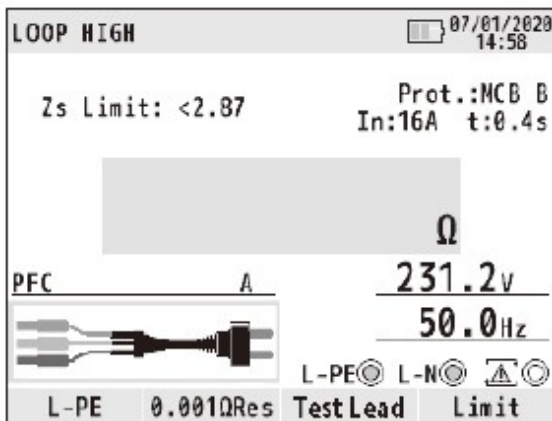 LOOP HIGH 07/01/2020
14:58
Zs Limit: <2.87 Prot.:MCB B
In:16A t:0.4s
Ω
PFC A 231.2V
50.0Hz
L-PE L-N
L-PE 0.001ΩRes Test Lead Limit